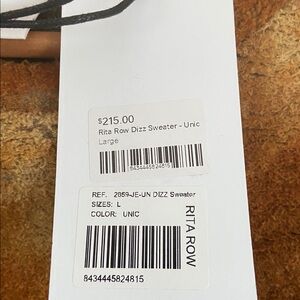 $215.00
Rita Row Dizz Sweater - Unic
Large
8434445824815
REF. 2869-JE-UN DIZZ Sweater
SIZES: L
COLOR: UNIC
RITA ROW
8434445824815